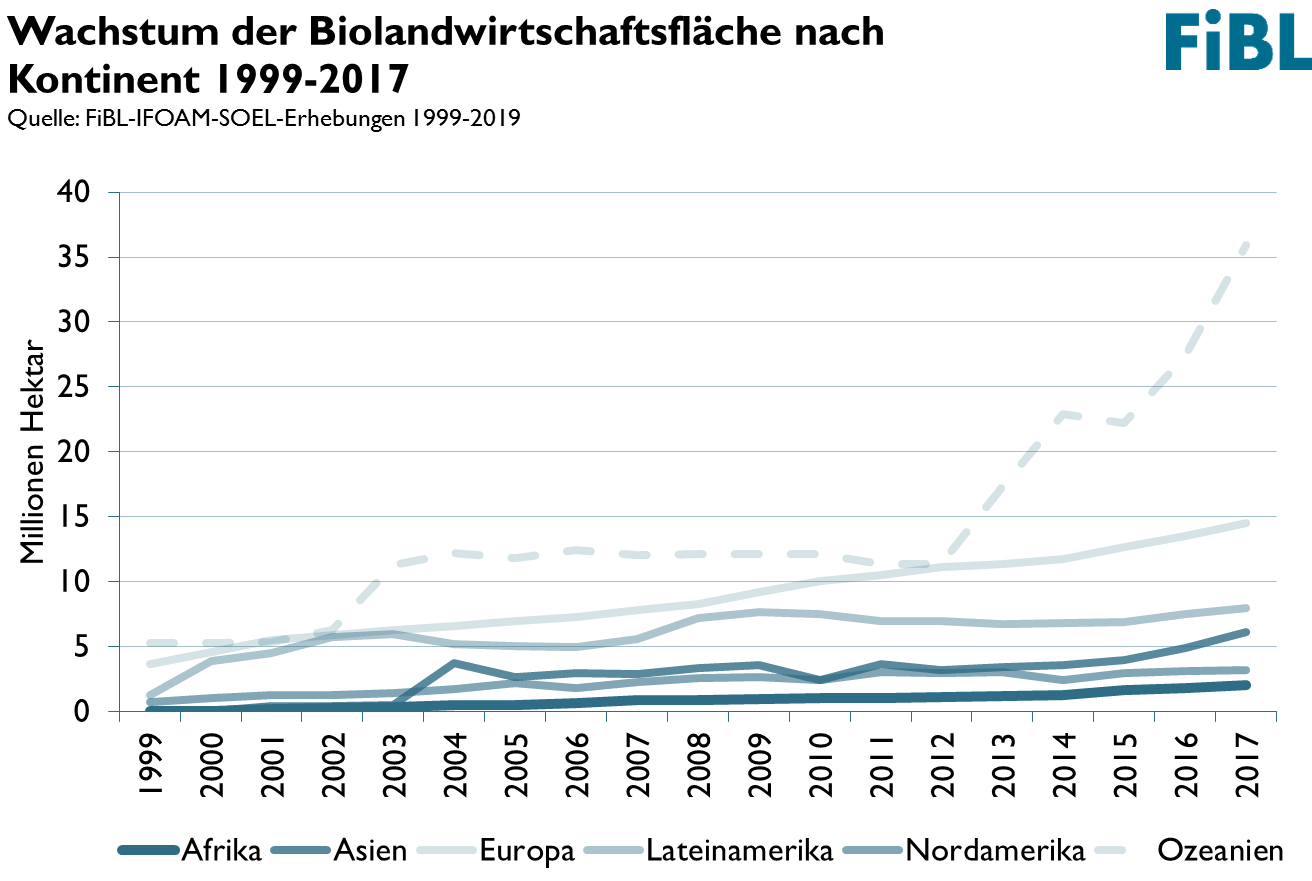 Wachstum der Biolandwirtschaftsfläche nach
Kontinent 1999-2017
Quelle: FiBL-IFOAM-SOEL-Erhebungen 1999-2019
FiBL
Millionen Hektar
40
35
30
25
20
15
10
5
0
1999 2000 2001 2002 2003 2004 2005 2006 2007 2008 2009 2010 2011 2012 2013 2014 2015 2016 2017
Afrika Asien Europa Lateinamerika Nordamerika Ozeanien